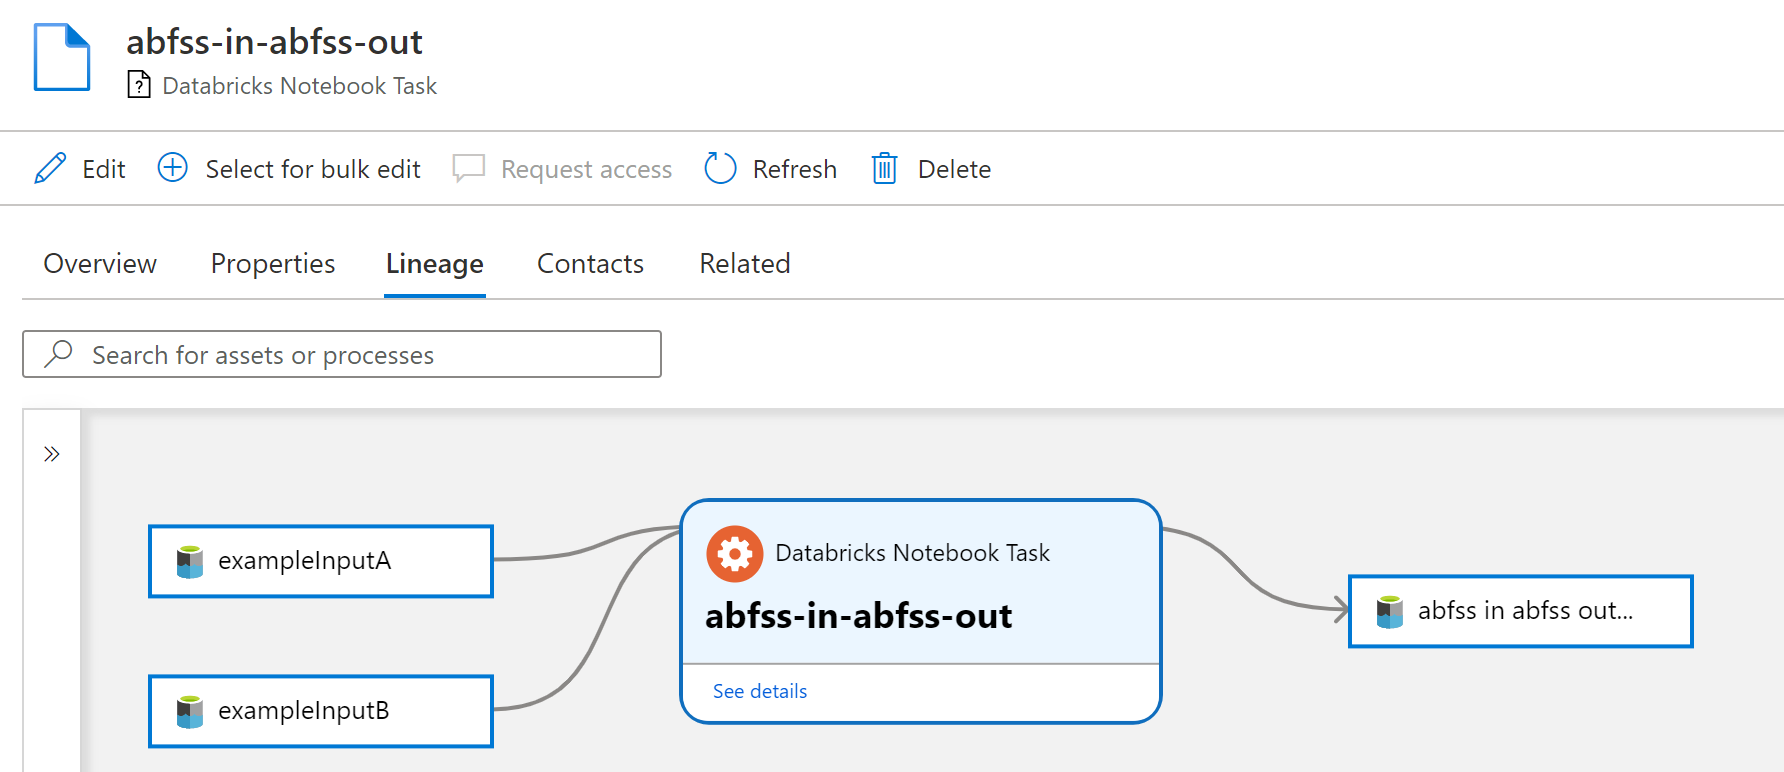 abfss-in-abfss-out
Databricks Notebook Task
Edit Select for bulk edit Request access Refresh Delete
Overview Properties Lineage Contacts Related
Search for assets or processes
exampleInputA
exampleInputB
Databricks Notebook Task
abfss-in-abfss-out
See details
abfss in abfss out...